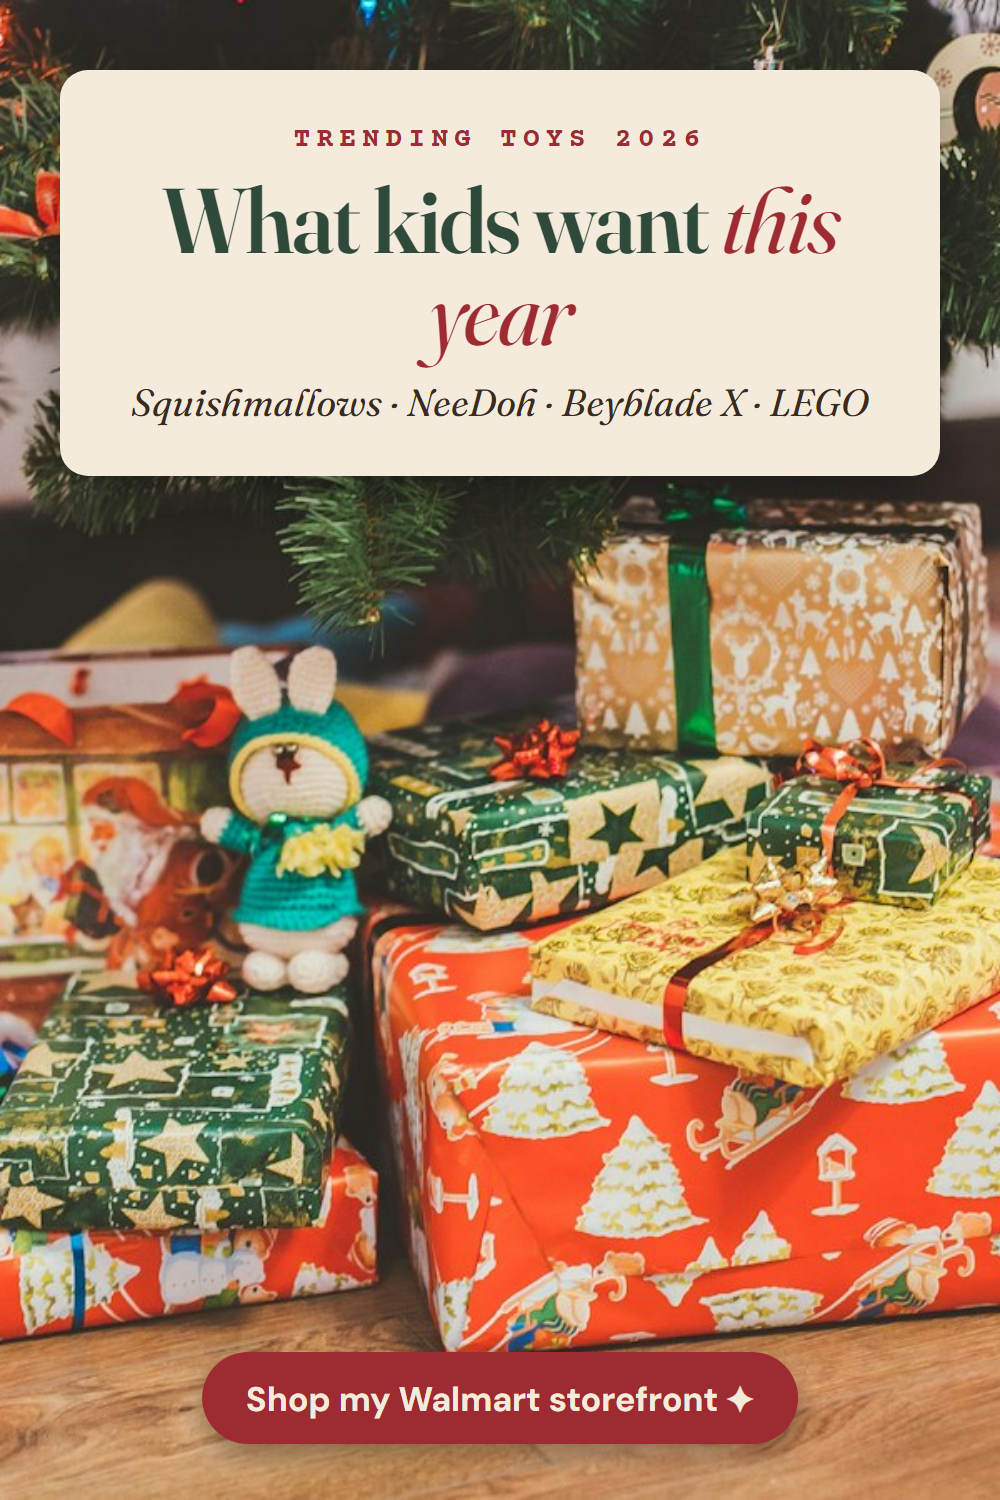 TRENDING TOYS 2026
What kids want this
year
Squishmallows · NeeDoh · Beyblade X · LEGO
Shop my Walmart storefront ✦